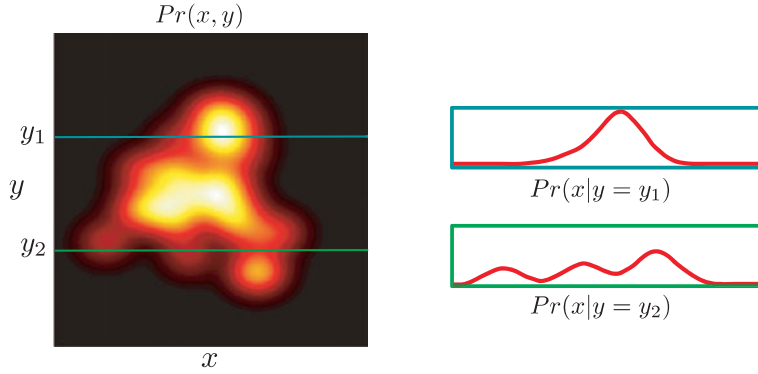 Pr(x, y)
y₁
y
y₂
x
Pr(x|y = y₁)
Pr(x|y = y₂)